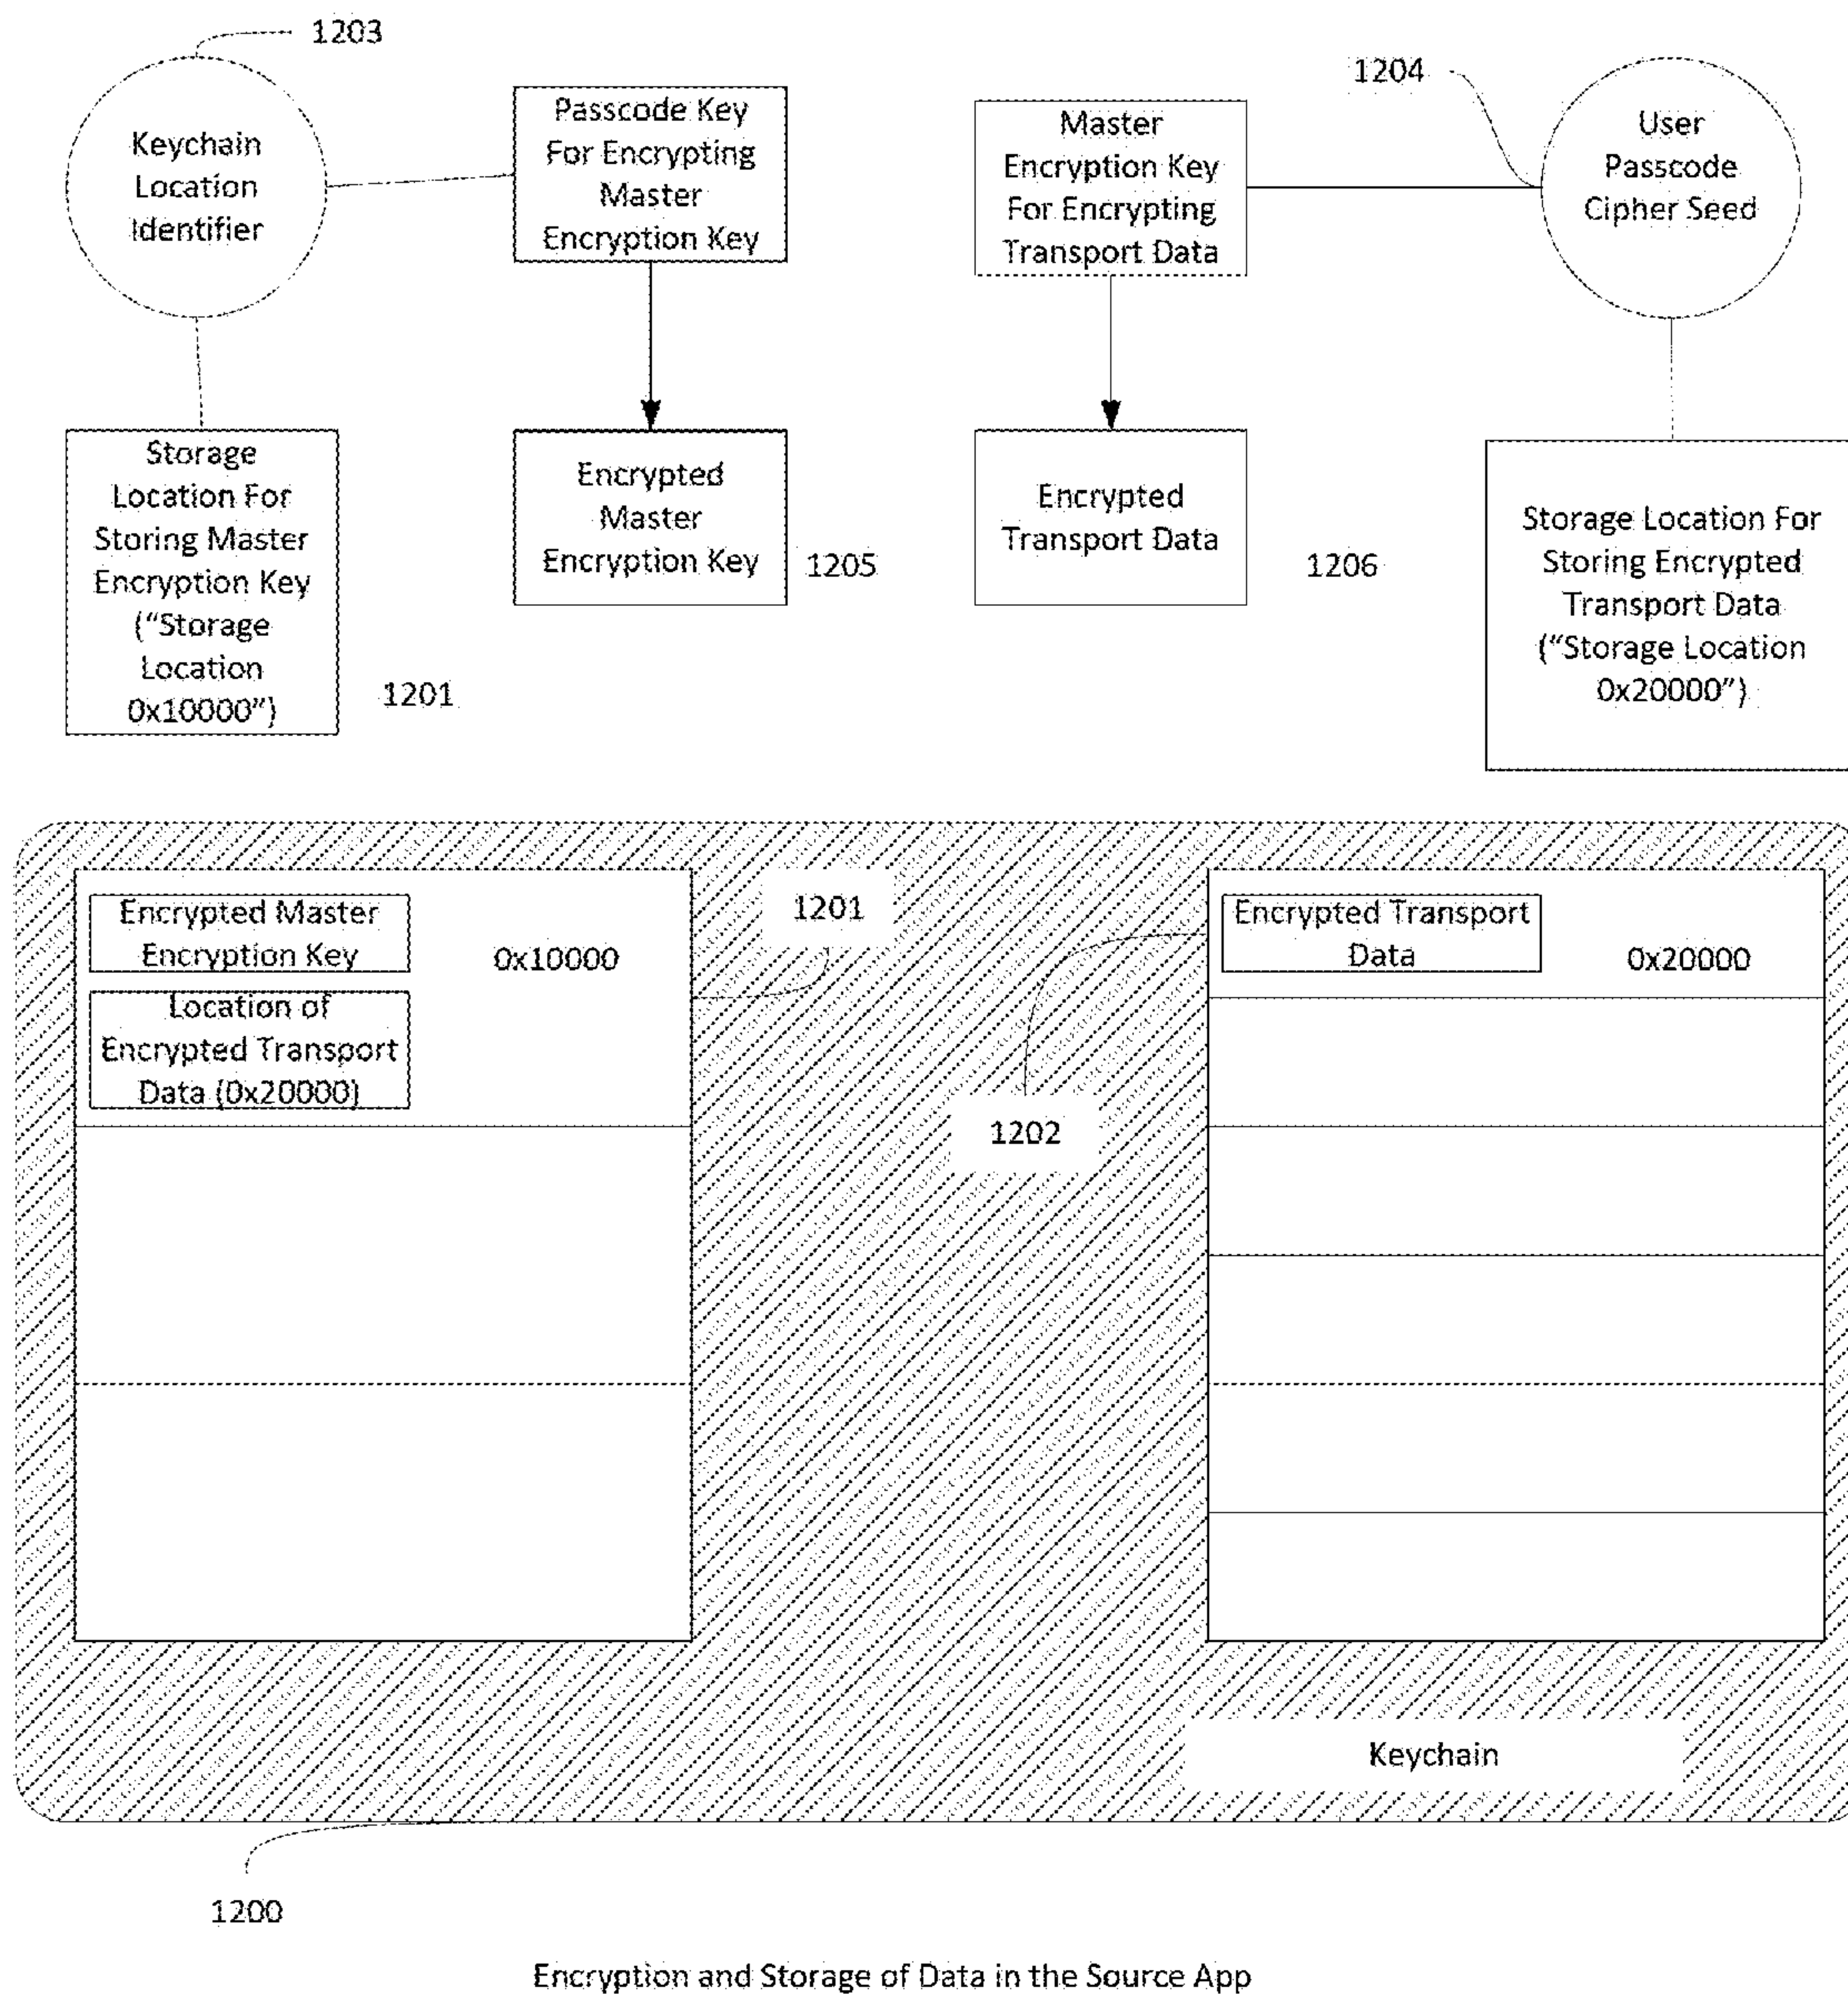 1203
Keychain
Location
Identifier
Passcode Key
For Encrypting
Master
Encryption Key
Master
Encryption Key
For Encrypting
Transport Data
1204
User
Passcode
Cipher Seed
Storage
Location For
Storing Master
Encryption Key
("Storage
Location
0x10000")
1201
Encrypted
Master
Encryption Key
1205
Encrypted
Transport Data
1206
Storage Location For
Storing Encrypted
Transport Data
("Storage Location
0x20000")
Encrypted Master
Encryption Key
0x10000
Location of
Encrypted Transport
Data (0x20000)
1201
1202
Encrypted Transport
Data
0x20000
Keychain
1200
Encryption and Storage of Data in the Source App